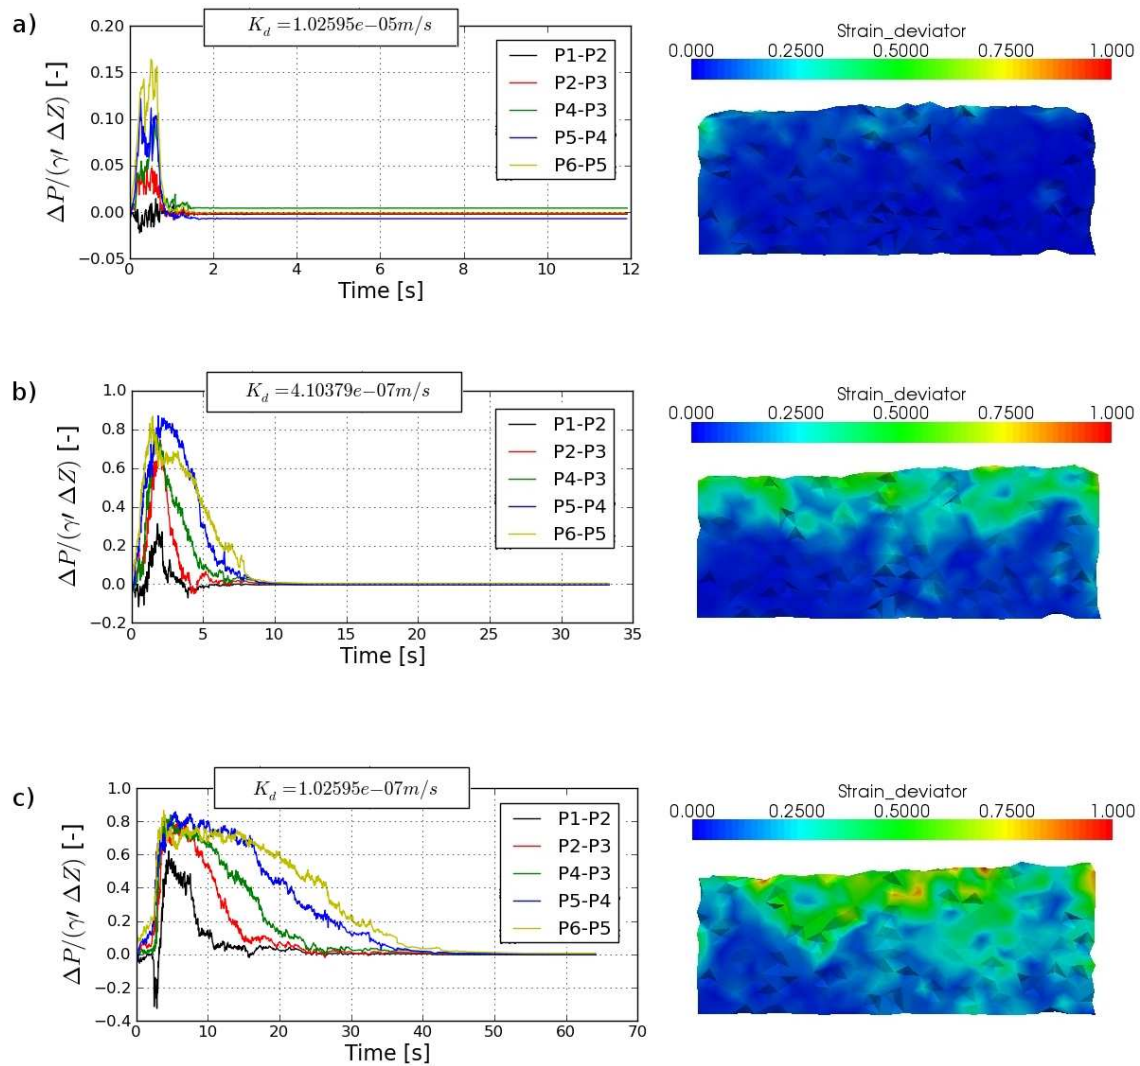 a)
K_d = 1.02595e−05m/s
ΔP/(γ′ ΔZ) [-]
0.20
0.15
0.10
0.05
0.00
−0.05
P1-P2
P2-P3
P4-P3
P5-P4
P6-P5
0 2 4 6 8 10 12
Time [s]
Strain_deviator
0.000 0.2500 0.5000 0.7500 1.000
b)
K_d = 4.10379e−07m/s
ΔP/(γ′ ΔZ) [-]
1.0
0.8
0.6
0.4
0.2
0.0
−0.2
P1-P2
P2-P3
P4-P3
P5-P4
P6-P5
0 5 10 15 20 25 30 35
Time [s]
Strain_deviator
0.000 0.2500 0.5000 0.7500 1.000
c)
K_d = 1.02595e−07m/s
ΔP/(γ′ ΔZ) [-]
1.0
0.8
0.6
0.4
0.2
0.0
−0.2
−0.4
P1-P2
P2-P3
P4-P3
P5-P4
P6-P5
0 10 20 30 40 50 60 70
Time [s]
Strain_deviator
0.000 0.2500 0.5000 0.7500 1.000